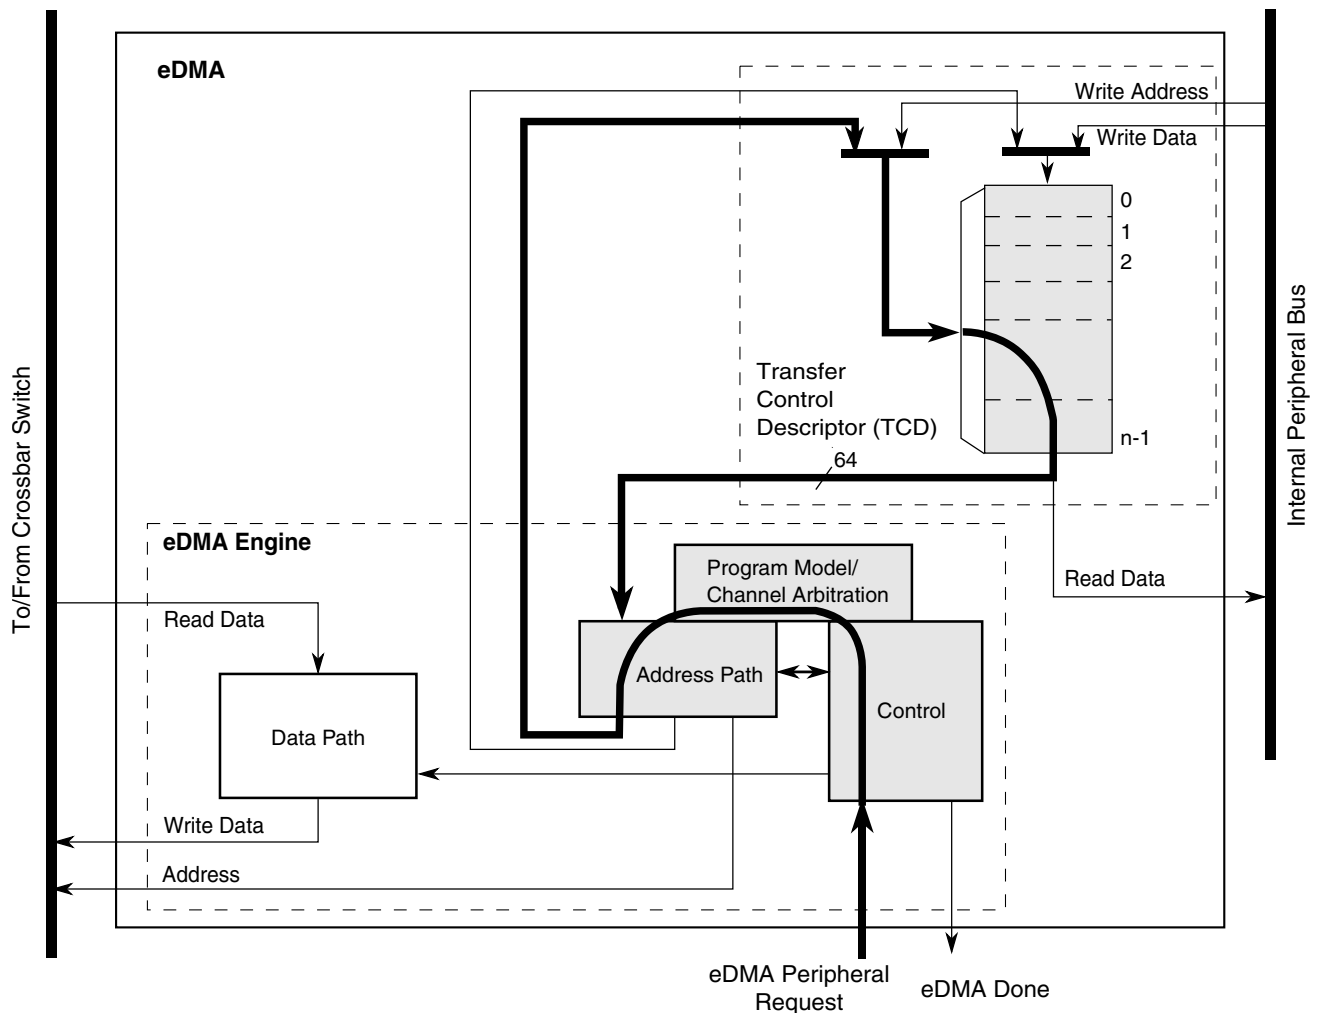 eDMA
Write Address
Write Data
0
1
2
n-1
Transfer
Control
Descriptor (TCD)
64
To/From Crossbar Switch
Internal Peripheral Bus
eDMA Engine
Program Model/
Channel Arbitration
Read Data
Read Data
Address Path
Control
Data Path
Write Data
Address
eDMA Peripheral
Request
eDMA Done